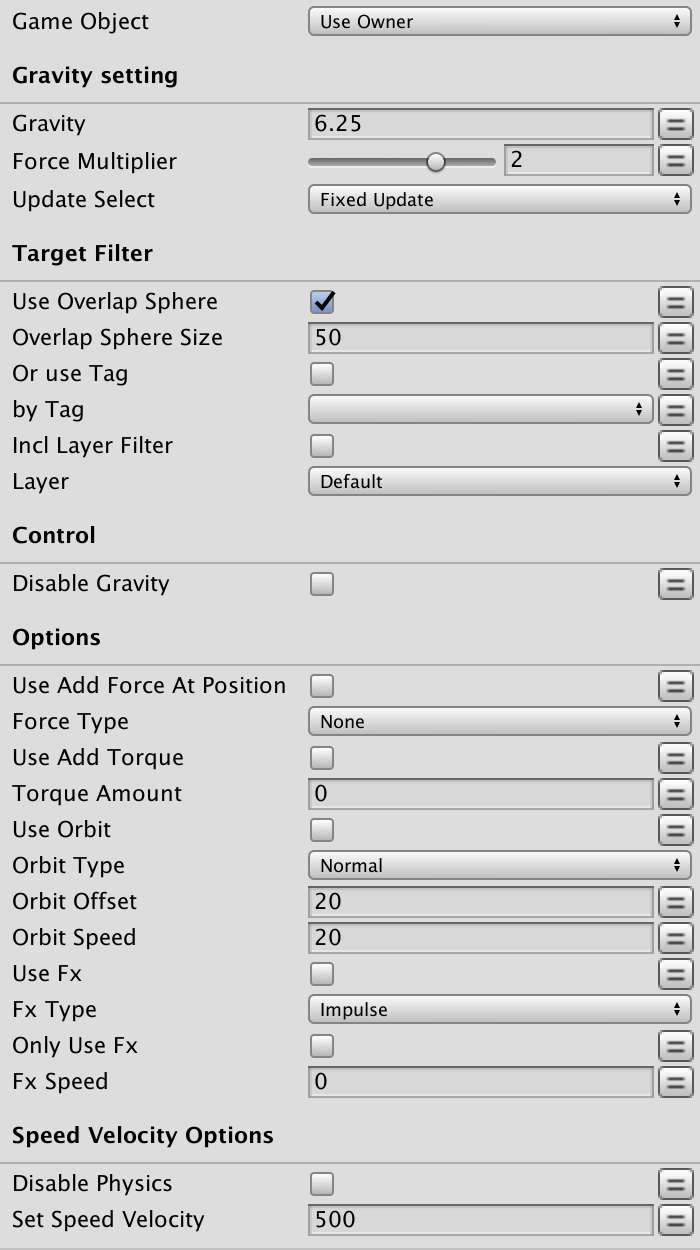 Game Object Use Owner
Gravity setting
Gravity 6.25
Force Multiplier 2
Update Select Fixed Update
Target Filter
Use Overlap Sphere
Overlap Sphere Size 50
Or use Tag
by Tag
Incl Layer Filter
Layer Default
Control
Disable Gravity
Options
Use Add Force At Position
Force Type None
Use Add Torque
Torque Amount 0
Use Orbit
Orbit Type Normal
Orbit Offset 20
Orbit Speed 20
Use Fx
Fx Type Impulse
Only Use Fx
Fx Speed 0
Speed Velocity Options
Disable Physics
Set Speed Velocity 500